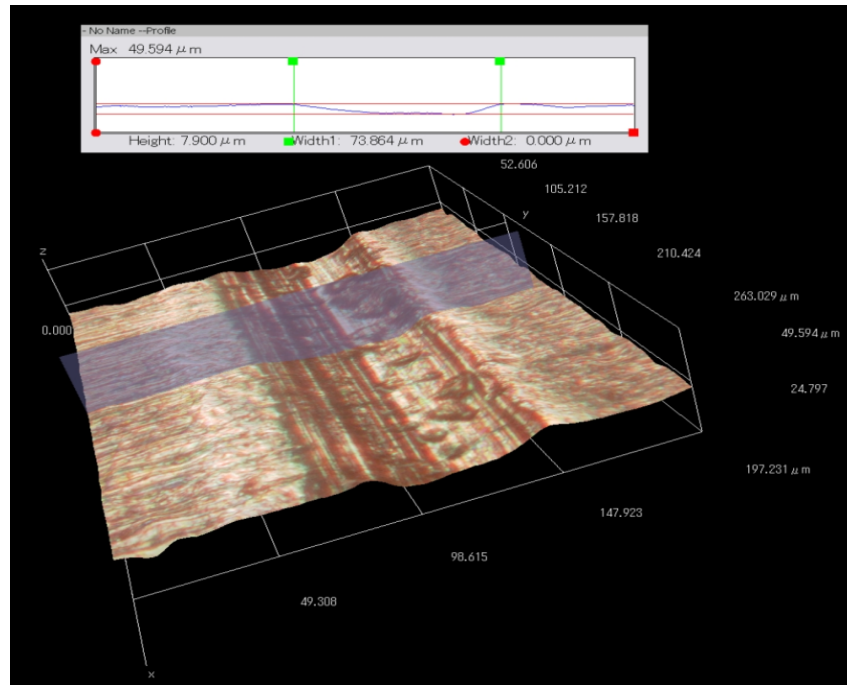 - No Name --Profile
Max 49.594 μm
Height: 7.900 μm Width1: 73.864 μm Width2: 0.000 μm
52.606
105.212
157.818
210.424
263.029 μm
49.594 μm
24.797
197.231 μm
147.923
98.615
49.308
z
y
0.000
x